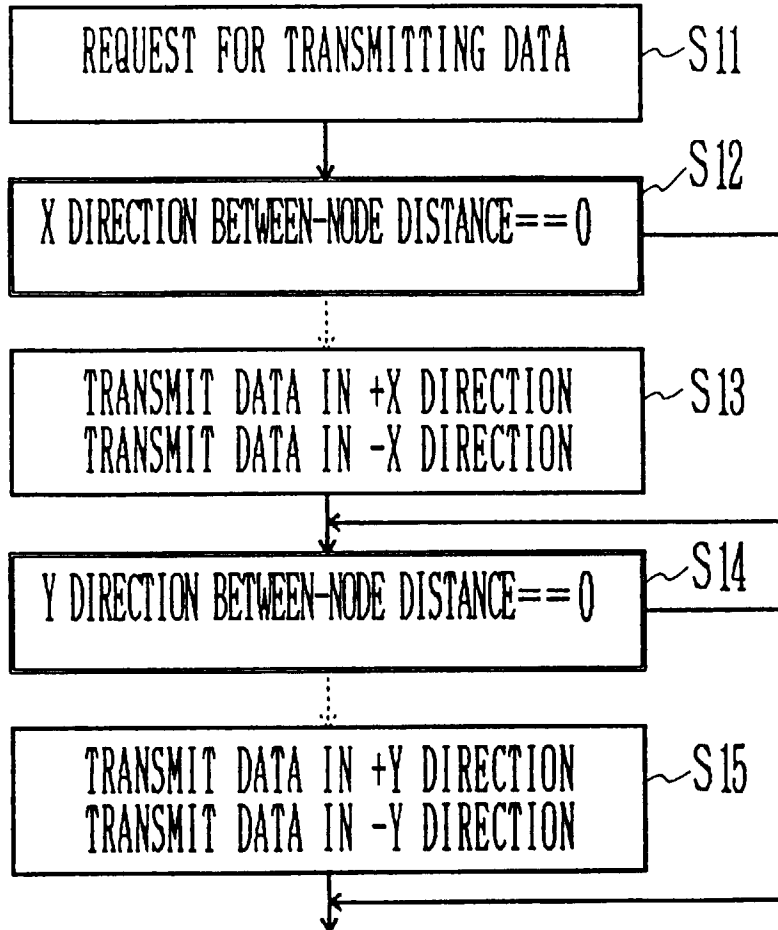 REQUEST FOR TRANSMITTING DATA
S11
S12
X DIRECTION BETWEEN-NODE DISTANCE==0
TRANSMIT DATA IN +X DIRECTION
TRANSMIT DATA IN -X DIRECTION
S13
Y DIRECTION BETWEEN-NODE DISTANCE==0
S14
TRANSMIT DATA IN +Y DIRECTION
TRANSMIT DATA IN -Y DIRECTION
S15